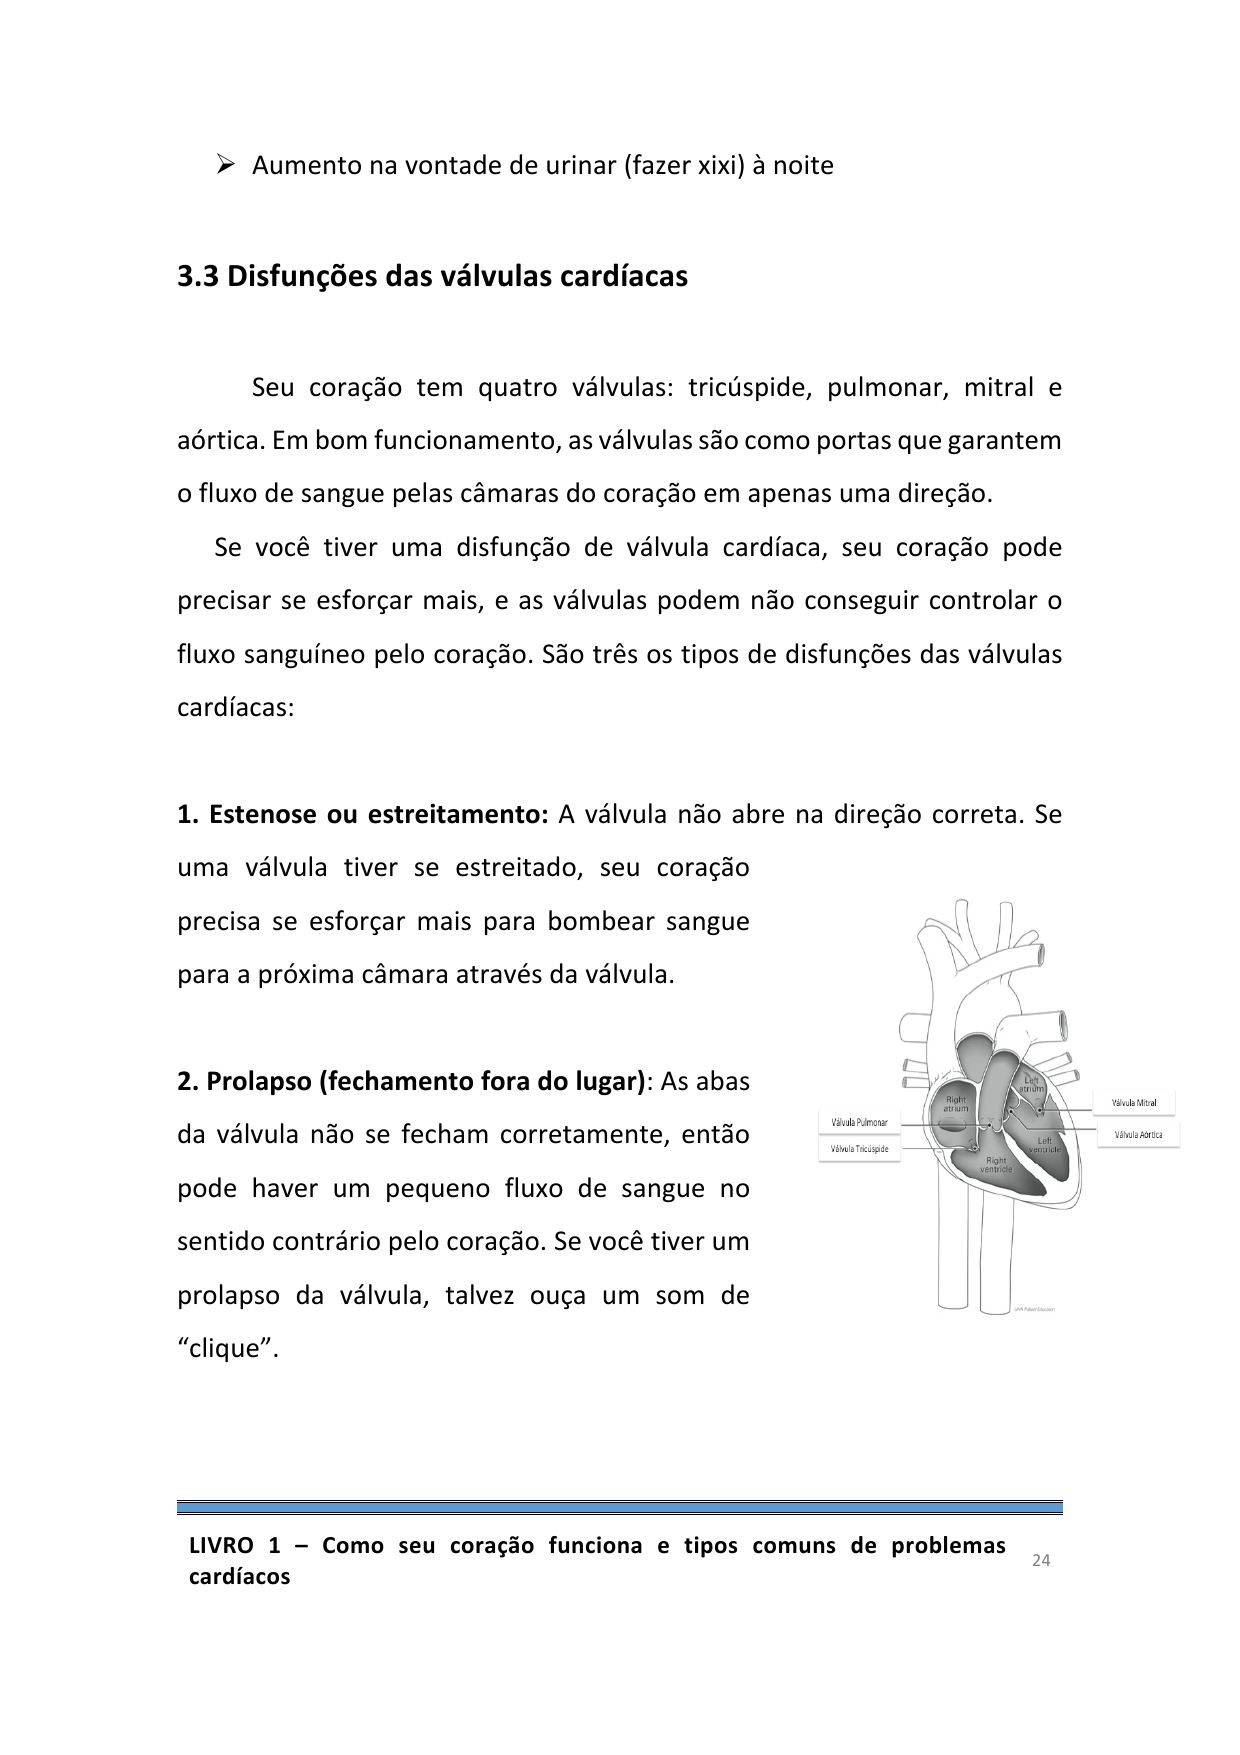 ➢ Aumento na vontade de urinar (fazer xixi) à noite
3.3 Disfunções das válvulas cardíacas
Seu coração tem quatro válvulas: tricúspide, pulmonar, mitral e
aórtica. Em bom funcionamento, as válvulas são como portas que garantem
o fluxo de sangue pelas câmaras do coração em apenas uma direção.
Se você tiver uma disfunção de válvula cardíaca, seu coração pode
precisar se esforçar mais, e as válvulas podem não conseguir controlar o
fluxo sanguíneo pelo coração. São três os tipos de disfunções das válvulas
cardíacas:
1. Estenose ou estreitamento: A válvula não abre na direção correta. Se
uma válvula tiver se estreitado, seu coração
precisa se esforçar mais para bombear sangue
para a próxima câmara através da válvula.
2. Prolapso (fechamento fora do lugar): As abas
da válvula não se fecham corretamente, então
pode haver um pequeno fluxo de sangue no
sentido contrário pelo coração. Se você tiver um
prolapso da válvula, talvez ouça um som de
“clique”.
Left
atrium
Right
atrium
Left
ventricle
Right
ventricle
Válvula Mitral
Válvula Aórtica
Válvula Pulmonar
Válvula Tricúspide
LIVRO 1 – Como seu coração funciona e tipos comuns de problemas
cardíacos
24